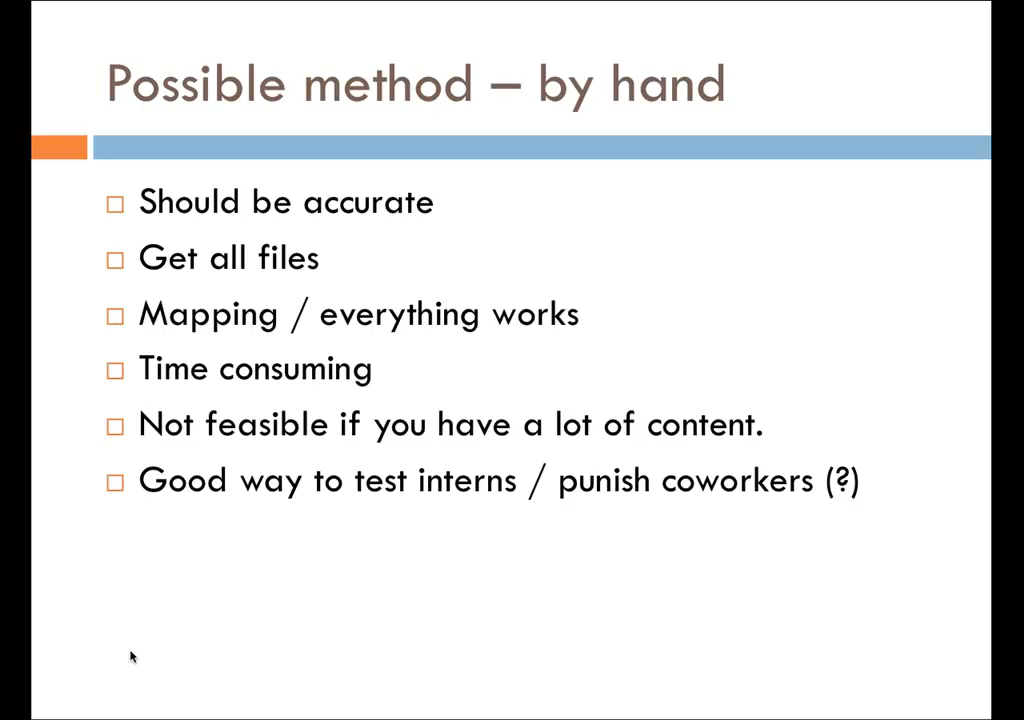 Possible method – by hand
Should be accurate
Get all files
Mapping / everything works
Time consuming
Not feasible if you have a lot of content.
Good way to test interns / punish coworkers (?)